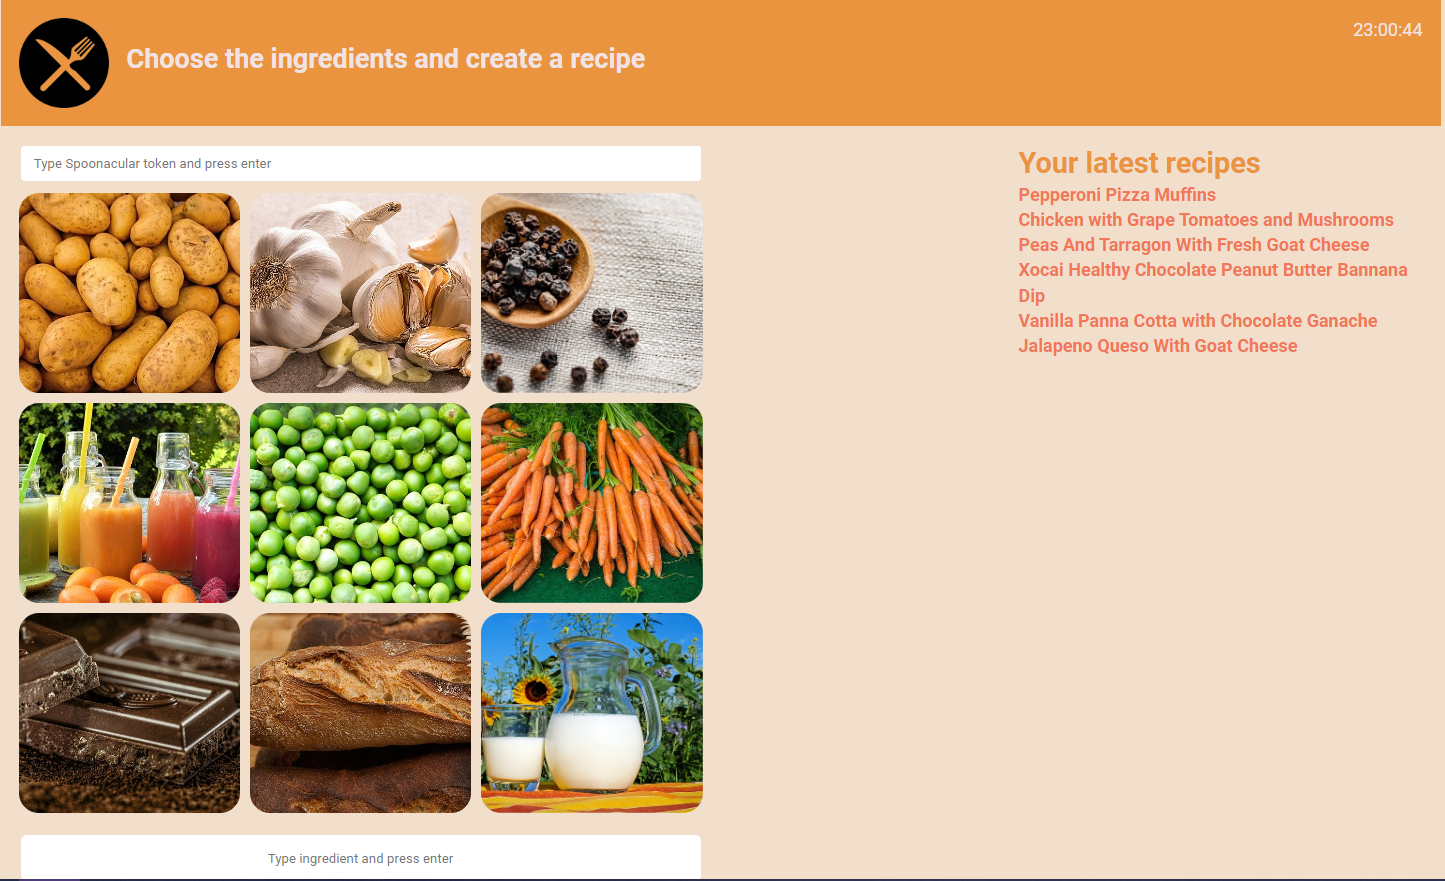 23:00:44
Choose the ingredients and create a recipe
Type Spoonacular token and press enter
Your latest recipes
Pepperoni Pizza Muffins
Chicken with Grape Tomatoes and Mushrooms
Peas And Tarragon With Fresh Goat Cheese
Xocai Healthy Chocolate Peanut Butter Bannana
Dip
Vanilla Panna Cotta with Chocolate Ganache
Jalapeno Queso With Goat Cheese
Type ingredient and press enter